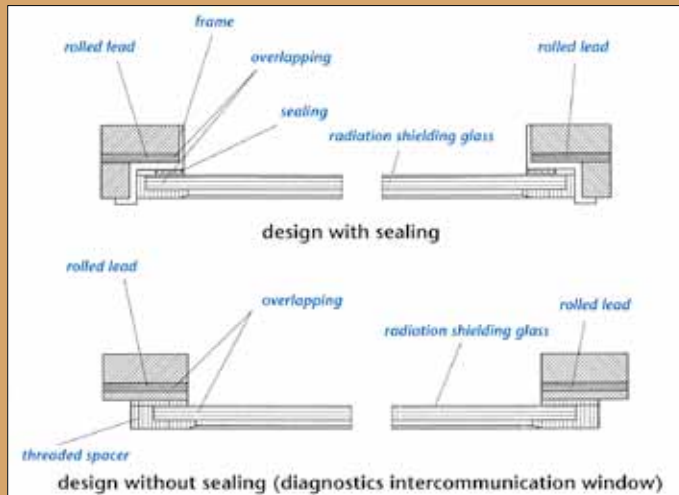 frame
rolled lead
overlapping
rolled lead
sealing
radiation shielding glass
design with sealing
rolled lead
overlapping
rolled lead
radiation shielding glass
threaded spacer
design without sealing (diagnostics intercommunication window)